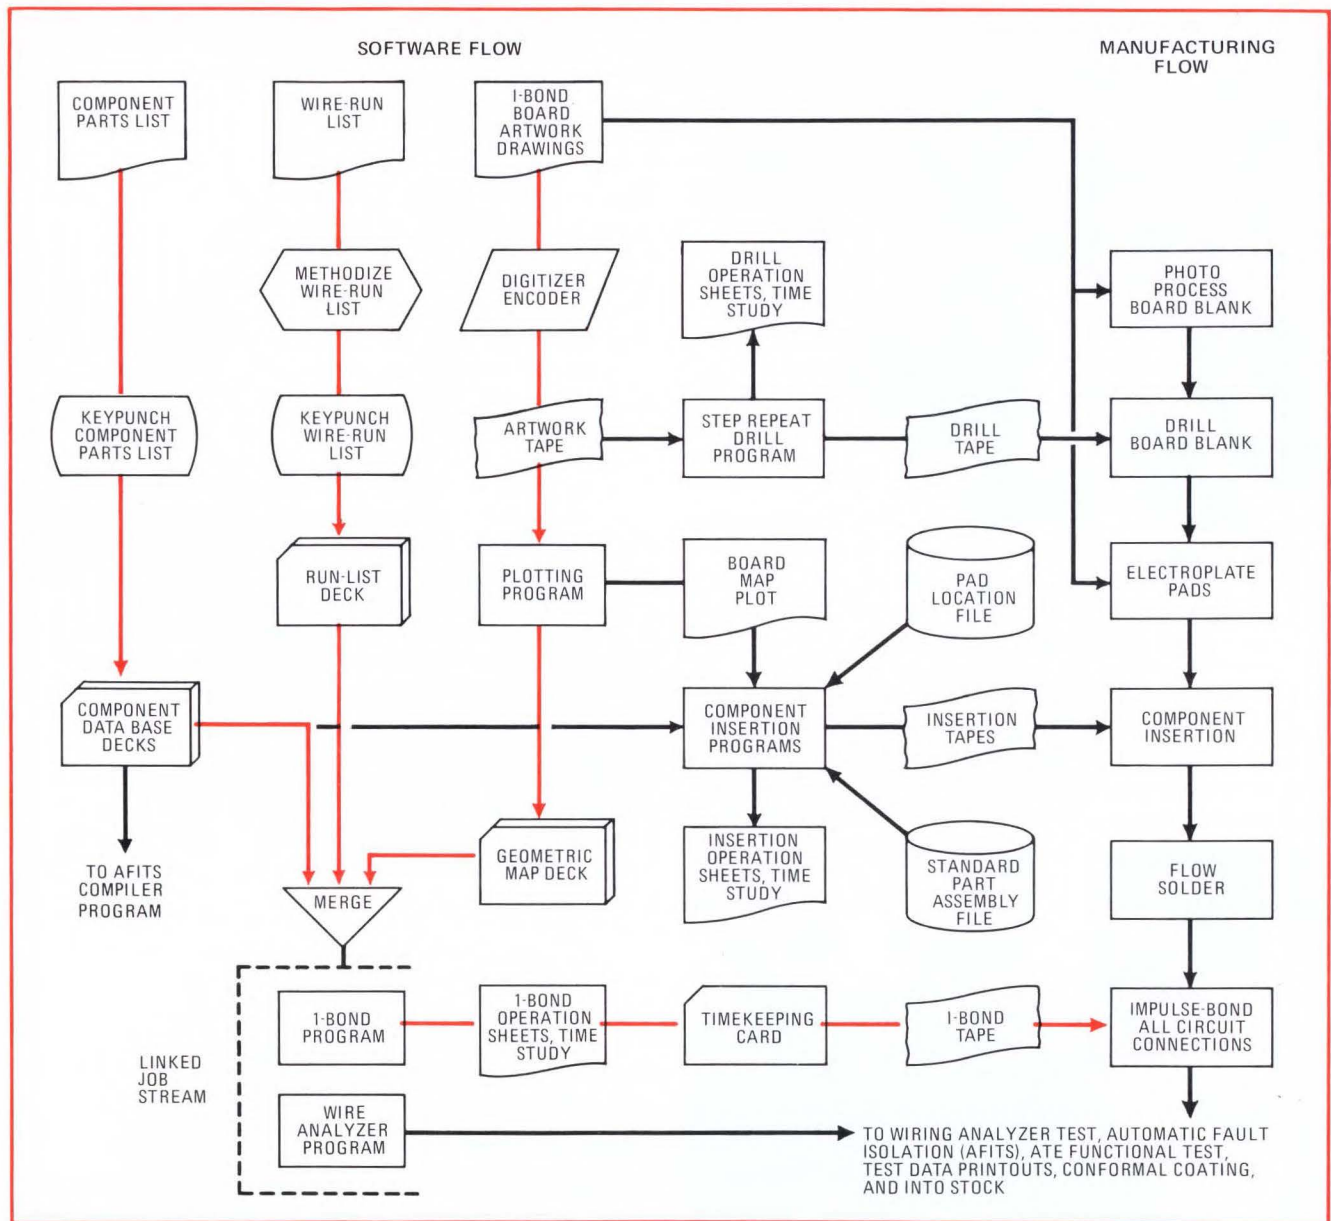 SOFTWARE FLOW
MANUFACTURING
FLOW
COMPONENT
PARTS LIST
WIRE-RUN
LIST
I-BOND
BOARD
ARTWORK
DRAWINGS
METHODIZE
WIRE-RUN
LIST
DIGITIZER
ENCODER
DRILL
OPERATION
SHEETS, TIME
STUDY
PHOTO
PROCESS
BOARD BLANK
KEYPUNCH
COMPONENT
PARTS LIST
KEYPUNCH
WIRE-RUN
LIST
ARTWORK
TAPE
STEP REPEAT
DRILL
PROGRAM
DRILL
TAPE
DRILL
BOARD BLANK
RUN-LIST
DECK
PLOTTING
PROGRAM
BOARD
MAP
PLOT
PAD
LOCATION
FILE
ELECTROPLATE
PADS
COMPONENT
DATA BASE
DECKS
COMPONENT
INSERTION
PROGRAMS
INSERTION
TAPES
COMPONENT
INSERTION
TO AFITS
COMPILER
PROGRAM
MERGE
GEOMETRIC
MAP DECK
INSERTION
OPERATION
SHEETS, TIME
STUDY
STANDARD
PART
ASSEMBLY
FILE
FLOW
SOLDER
LINKED
JOB
STREAM
1-BOND
PROGRAM
1-BOND
OPERATION
SHEETS, TIME
STUDY
TIMEKEEPING
CARD
I-BOND
TAPE
IMPULSE-BOND
ALL CIRCUIT
CONNECTIONS
WIRE
ANALYZER
PROGRAM
TO WIRING ANALYZER TEST, AUTOMATIC FAULT
ISOLATION (AFITS), ATE FUNCTIONAL TEST,
TEST DATA PRINTOUTS, CONFORMAL COATING,
AND INTO STOCK